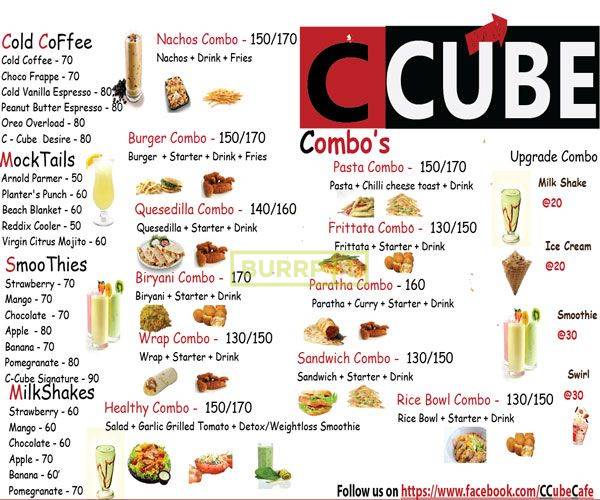 Cold CoFfee
Cold Coffee - 70
Choco Frappe - 70
Cold Vanilla Espresso - 80
Peanut Butter Espresso - 80
Oreo Overload - 80
C - Cube Desire - 80
MockTails
Arnold Parmer - 50
Planter's Punch - 60
Beach Blanket - 60
Reddix Cooler - 50
Virgin Citrus Mojito - 60
SmooThies
Strawberry - 70
Mango - 70
Chocolate - 70
Apple - 80
Banana - 70
Pomegranate - 80
C-Cube Signature - 90
MilkShakes
Strawberry - 60
Mango - 60
Chocolate - 60
Apple - 70
Banana - 60'
Pomegranate - 70
Nachos Combo - 150/170
Nachos + Drink + Fries
Burger Combo - 150/170
Burger + Starter + Drink + Fries
Quesedilla Combo - 140/160
Quesedilla + Starter + Drink
Biryani Combo - 170
Biryani + Starter + Drink
Wrap Combo - 130/150
Wrap + Starter + Drink
Healthy Combo - 150/170
Salad + Garlic Grilled Tomato + Detox/Weightloss Smoothie
C CUBE
Combo's
Pasta Combo - 150/170
Pasta + Chilli cheese toast + Drink
Frittata Combo - 130/150
Frittata + Starter + Drink
Paratha Combo - 160
Paratha + Curry + Starter + Drink
Sandwich Combo - 130/150
Sandwich + Starter + Drink
Rice Bowl Combo - 130/150
Rice Bowl + Starter + Drink
Upgrade Combo
Milk Shake
@20
Ice Cream
@20
Smoothie
@30
Swirl
@30
Follow us on https://www.facebook.com/CCubeCafe